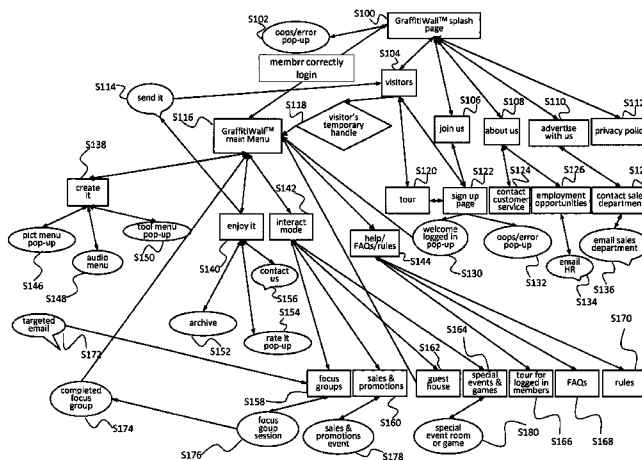 S100
GraffitiWall™ splash
page
S102
oops/error
pop-up
membrr correctly
login
S104
visitors
S114
send it
S116
GraffitiWall™
main Menu
S118
visitor's
temporary
handle
S106
join us
S108
about us
S110
advertise
with us
S112
privacy policy
S138
create
it
S142
interact
mode
S120
tour
S122
sign up
page
S124
contact
customer
service
S126
employment
opportunities
contact sales
department
pict menu
pop-up
S146
audio
menu
S148
tool menu
pop-up
S150
enjoy it
S140
contact
us
S156
help/
FAQs/rules
S144
welcome
logged in
pop-up
S130
oops/error
pop-up
S132
email
HR
S134
email sales
department
S136
archive
S152
S154
rate it
pop-up
targeted
email
S172
S162
S164
S170
completed
focus
group
S174
S158
focus
groups
sales &
promotions
S160
guest
house
special
events &
games
tour for
logged in
members
S166
FAQs
S168
rules
S176
focus
goup
session
sales &
promotions
event
S178
special
event room
or game
S180